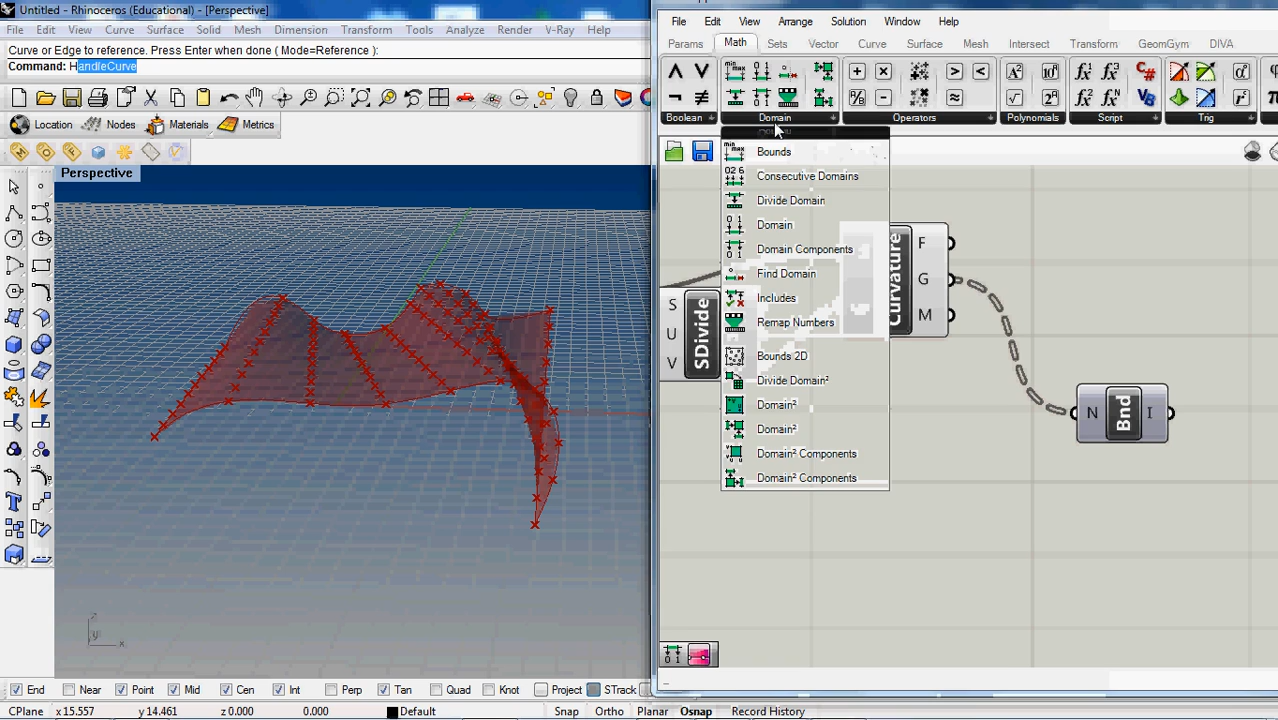 Untitled - Rhinoceros (Educational) - [Perspective]
File Edit View Curve Surface Solid Mesh Dimension Transform Tools Analyze Render V-Ray Help
Curve or Edge to reference. Press Enter when done ( Mode=Reference ):
Command: HandleCurve
Location Nodes Materials Metrics
Perspective
y
x
End Near Point Mid Cen Int Perp Tan Quad Knot Project STrack
CPlane x 15.557 y 14.461 z 0.000 0.000 Default Snap Ortho Planar Osnap Record History
File Edit View Arrange Solution Window Help
Params Math Sets Vector Curve Surface Mesh Intersect Transform GeomGym DIVA
Boolean Domain Operators Polynomials Script Trig
Bounds
Consecutive Domains
Divide Domain
Domain
Domain Components
Find Domain
Includes
Remap Numbers
Bounds 2D
Divide Domain²
Domain²
Domain²
Domain² Components
Domain² Components
S
U
V
SDivide
Curvature
F
G
M
N Bnd I